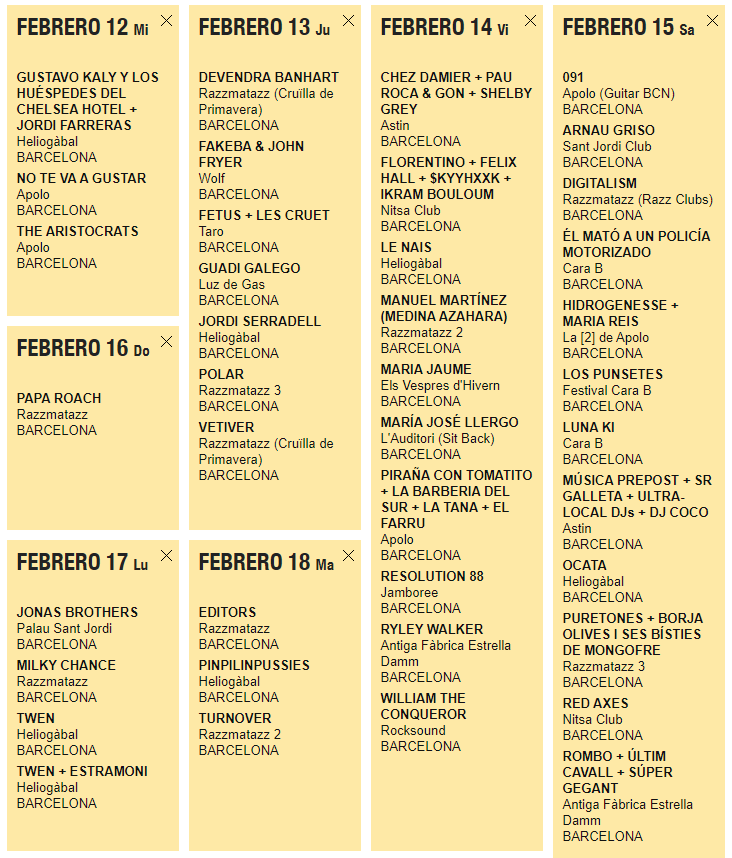 FEBRERO 12 Mi
GUSTAVO KALY Y LOS
HUÉSPEDES DEL
CHELSEA HOTEL +
JORDI FARRERAS
Heliogàbal
BARCELONA
NO TE VA A GUSTAR
Apolo
BARCELONA
THE ARISTOCRATS
Apolo
BARCELONA
FEBRERO 13 Ju
DEVENDRA BANHART
Razzmatazz (Cruïlla de
Primavera)
BARCELONA
FAKEBA & JOHN
FRYER
Wolf
BARCELONA
FETUS + LES CRUET
Taro
BARCELONA
GUADI GALEGO
Luz de Gas
BARCELONA
JORDI SERRADELL
Heliogàbal
BARCELONA
POLAR
Razzmatazz 3
BARCELONA
VETIVER
Razzmatazz (Cruïlla de
Primavera)
BARCELONA
FEBRERO 14 Vi
CHEZ DAMIER + PAU
ROCA & GON + SHELBY
GREY
Astin
BARCELONA
FLORENTINO + FELIX
HALL + $KYYHXXK +
IKRAM BOULOUM
Nitsa Club
BARCELONA
LE NAIS
Heliogàbal
BARCELONA
MANUEL MARTÍNEZ
(MEDINA AZAHARA)
Razzmatazz 2
BARCELONA
MARIA JAUME
Els Vespres d'Hivern
BARCELONA
MARÍA JOSÉ LLERGO
L'Auditori (Sit Back)
BARCELONA
PIRAÑA CON TOMATITO
+ LA BARBERIA DEL
SUR + LA TANA + EL
FARRU
Apolo
BARCELONA
RESOLUTION 88
Jamboree
BARCELONA
RYLEY WALKER
Antiga Fàbrica Estrella
Damm
BARCELONA
WILLIAM THE
CONQUEROR
Rocksound
BARCELONA
FEBRERO 15 Sa
091
Apolo (Guitar BCN)
BARCELONA
ARNAU GRISO
Sant Jordi Club
BARCELONA
DIGITALISM
Razzmatazz (Razz Clubs)
BARCELONA
ÉL MATÓ A UN POLICÍA
MOTORIZADO
Cara B
BARCELONA
HIDROGENESSE +
MARIA REIS
La [2] de Apolo
BARCELONA
LOS PUNSETES
Festival Cara B
BARCELONA
LUNA KI
Cara B
BARCELONA
MÚSICA PREPOST + SR
GALLETA + ULTRA-
LOCAL DJs + DJ COCO
Astin
BARCELONA
OCATA
Heliogàbal
BARCELONA
PURETONES + BORJA
OLIVES I SES BÍSTIES
DE MONGOFRE
Razzmatazz 3
BARCELONA
RED AXES
Nitsa Club
BARCELONA
ROMBO + ÚLTIM
CAVALL + SÚPER
GEGANT
Antiga Fàbrica Estrella
Damm
BARCELONA
FEBRERO 16 Do
PAPA ROACH
Razzmatazz
BARCELONA
FEBRERO 17 Lu
JONAS BROTHERS
Palau Sant Jordi
BARCELONA
MILKY CHANCE
Razzmatazz
BARCELONA
TWEN
Heliogàbal
BARCELONA
TWEN + ESTRAMONI
Heliogàbal
BARCELONA
FEBRERO 18 Ma
EDITORS
Razzmatazz
BARCELONA
PINPILINPUSSIES
Heliogàbal
BARCELONA
TURNOVER
Razzmatazz 2
BARCELONA